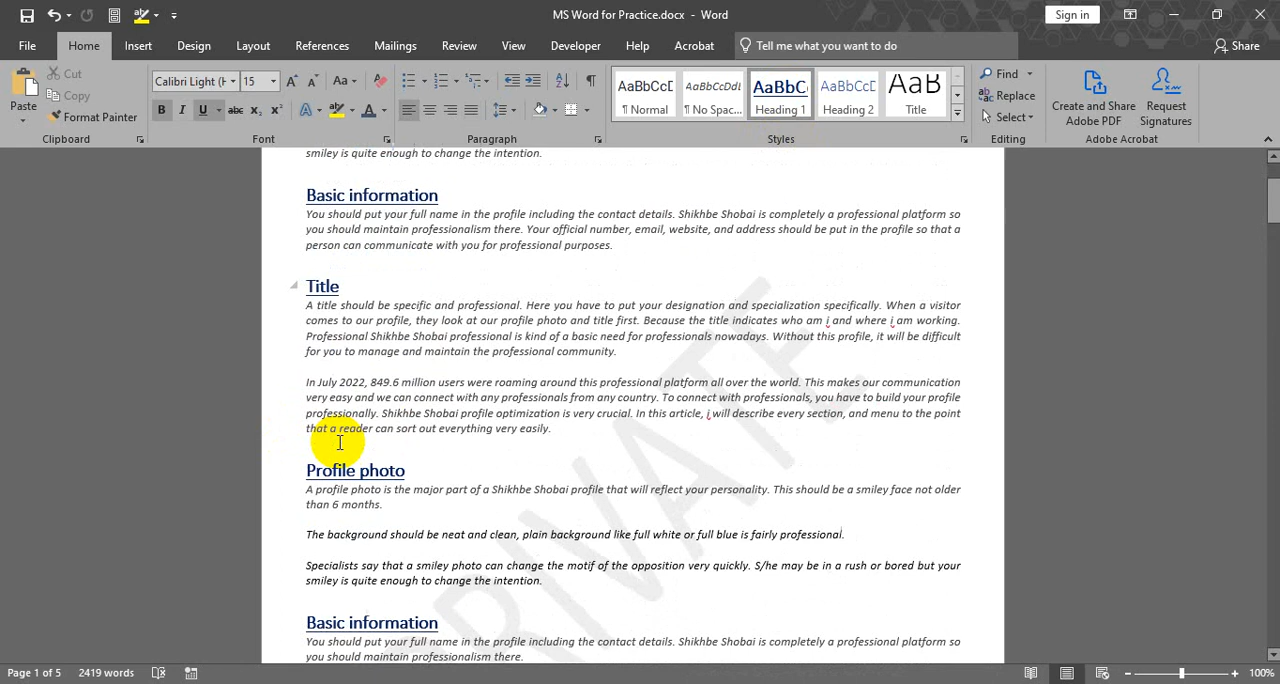 MS Word for Practice.docx - Word
Sign in
File Home Insert Design Layout References Mailings Review View Developer Help Acrobat Tell me what you want to do Share
Paste
Cut
Copy
Format Painter
Clipboard
Calibri Light (H 15
Font
Paragraph
AaBbCcDc
¶ Normal
AaBbCcDdl
¶ No Spac...
AaBbC
Heading 1
AaBbCcD
Heading 2
AaB
Title
Styles
Find
Replace
Select
Editing
Create and Share
Adobe PDF
Request
Signatures
Adobe Acrobat
smiley is quite enough to change the intention.
Basic information
You should put your full name in the profile including the contact details. Shikhbe Shobai is completely a professional platform so
you should maintain professionalism there. Your official number, email, website, and address should be put in the profile so that a
person can communicate with you for professional purposes.
Title
A title should be specific and professional. Here you have to put your designation and specialization specifically. When a visitor
comes to our profile, they look at our profile photo and title first. Because the title indicates who am i and where i am working.
Professional Shikhbe Shobai professional is kind of a basic need for professionals nowadays. Without this profile, it will be difficult
for you to manage and maintain the professional community.
In July 2022, 849.6 million users were roaming around this professional platform all over the world. This makes our communication
very easy and we can connect with any professionals from any country. To connect with professionals, you have to build your profile
professionally. Shikhbe Shobai profile optimization is very crucial. In this article, i will describe every section, and menu to the point
that a reader can sort out everything very easily.
Profile photo
A profile photo is the major part of a Shikhbe Shobai profile that will reflect your personality. This should be a smiley face not older
than 6 months.
The background should be neat and clean, plain background like full white or full blue is fairly professional.
Specialists say that a smiley photo can change the motif of the opposition very quickly. S/he may be in a rush or bored but your
smiley is quite enough to change the intention.
Basic information
You should put your full name in the profile including the contact details. Shikhbe Shobai is completely a professional platform so
you should maintain professionalism there.
PRIVATE
Page 1 of 5 2419 words 100%